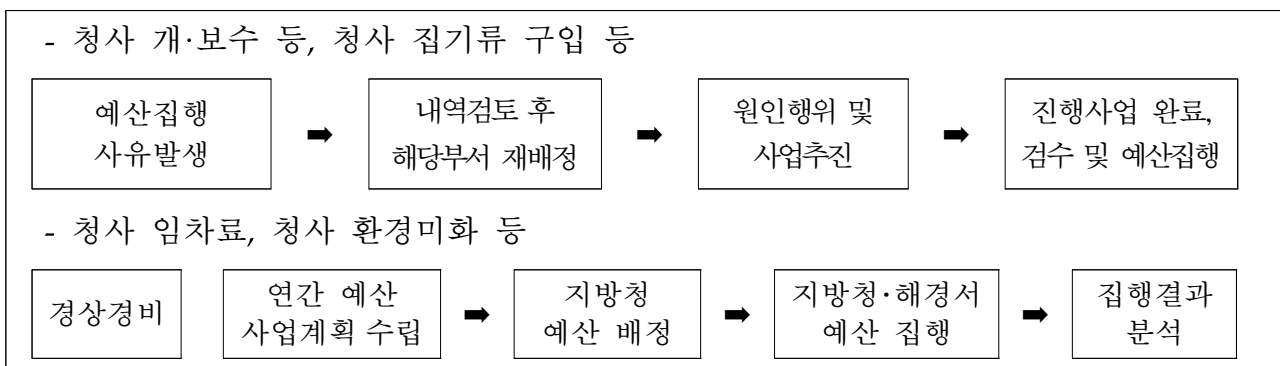 - 청사 개·보수 등, 청사 집기류 구입 등
예산집행
사유발생
➡
내역검토 후
해당부서 재배정
➡
원인행위 및
사업추진
➡
진행사업 완료,
검수 및 예산집행
- 청사 임차료, 청사 환경미화 등
경상경비
연간 예산
사업계획 수립
➡
지방청
예산 배정
➡
지방청·해경서
예산 집행
➡
집행결과
분석